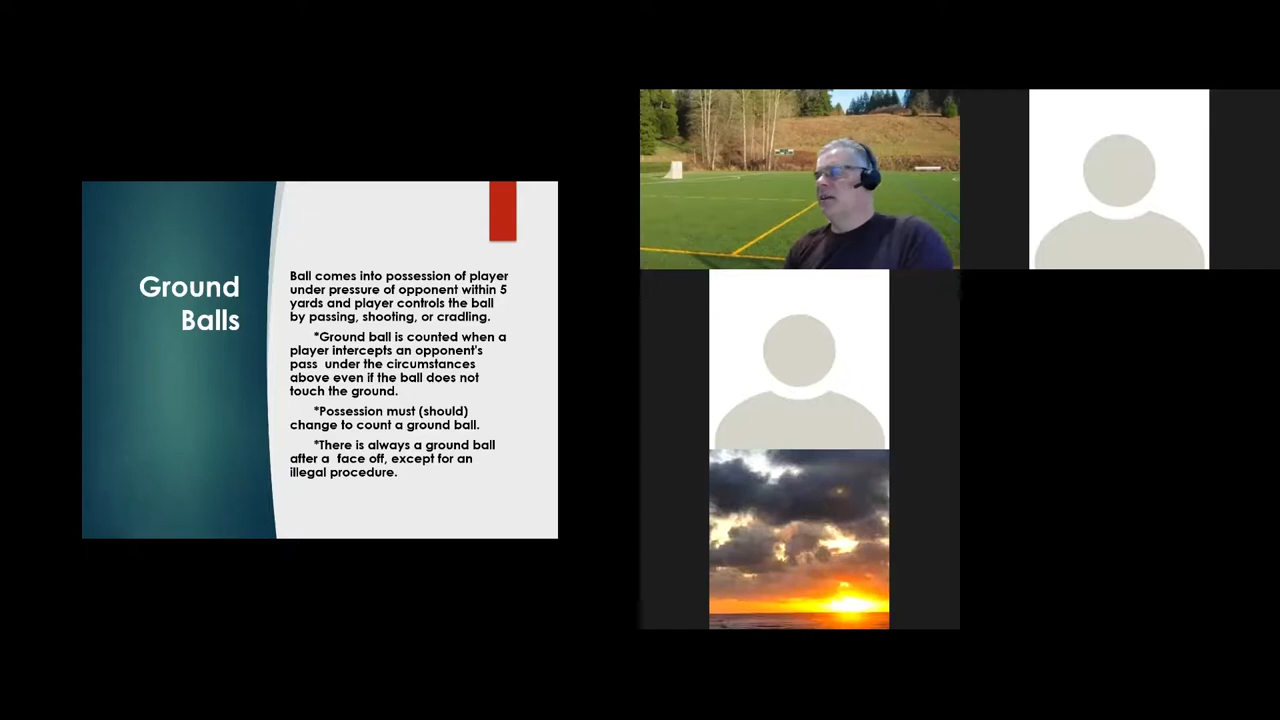 Ground
Balls
Ball comes into possession of player
under pressure of opponent within 5
yards and player controls the ball
by passing, shooting, or cradling.
*Ground ball is counted when a
player intercepts an opponent's
pass under the circumstances
above even if the ball does not
touch the ground.
*Possession must (should)
change to count a ground ball.
*There is always a ground ball
after a face off, except for an
illegal procedure.